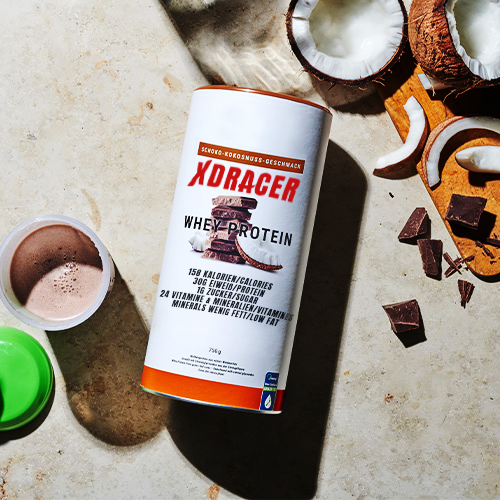 SCHOKO-KOKOSNUSS-GESCHMACK
XDRACER
WHEY PROTEIN
158 KALORIEN/CALORIES
30G EIWEIß/PROTEIN
1G ZUCKER/SUGAR
24 VITAMINE & MINERALIEN/VITAMINS
MINERALS WENIG FETT/LOW FAT
750 g